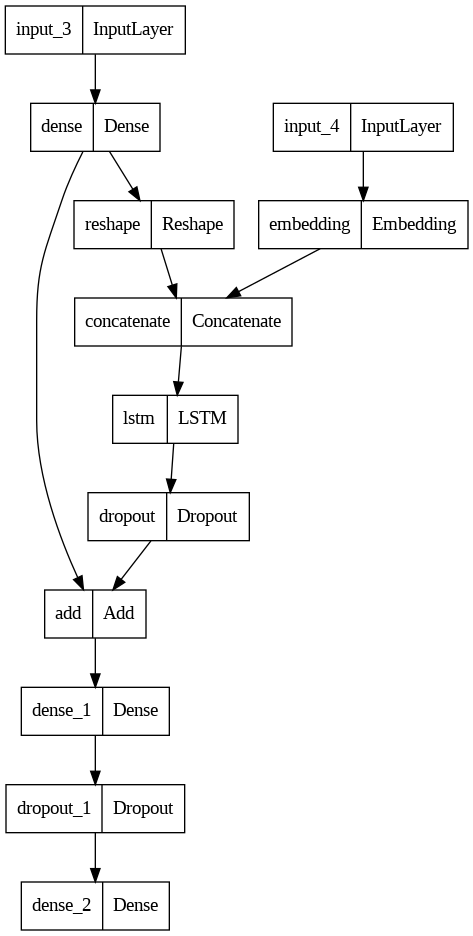 input_3 InputLayer
dense Dense
input_4 InputLayer
reshape Reshape
embedding Embedding
concatenate Concatenate
lstm LSTM
dropout Dropout
add Add
dense_1 Dense
dropout_1 Dropout
dense_2 Dense